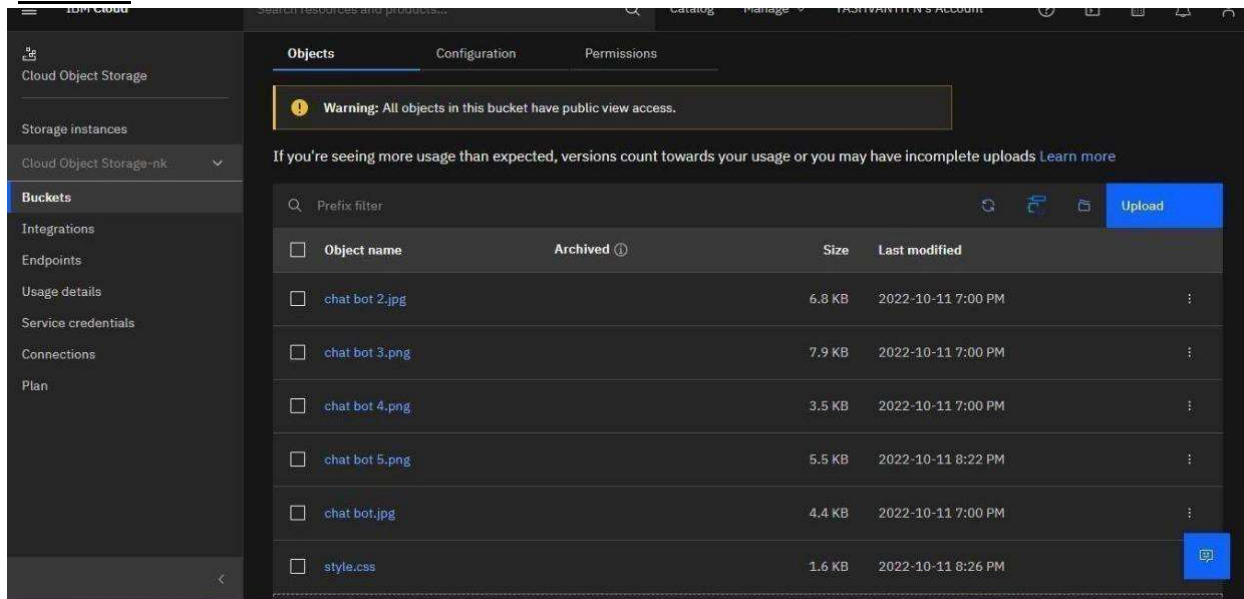 IBM Cloud Search resources and products... Catalog Manage YASHVANTH N's Account
Cloud Object Storage
Storage instances
Cloud Object Storage-nk
Buckets
Integrations
Endpoints
Usage details
Service credentials
Connections
Plan
Objects Configuration Permissions
Warning: All objects in this bucket have public view access.
If you're seeing more usage than expected, versions count towards your usage or you may have incomplete uploads Learn more
Prefix filter Upload
Object name Archived Size Last modified
chat bot 2.jpg 6.8 KB 2022-10-11 7:00 PM
chat bot 3.png 7.9 KB 2022-10-11 7:00 PM
chat bot 4.png 3.5 KB 2022-10-11 7:00 PM
chat bot 5.png 5.5 KB 2022-10-11 8:22 PM
chat bot.jpg 4.4 KB 2022-10-11 7:00 PM
style.css 1.6 KB 2022-10-11 8:26 PM